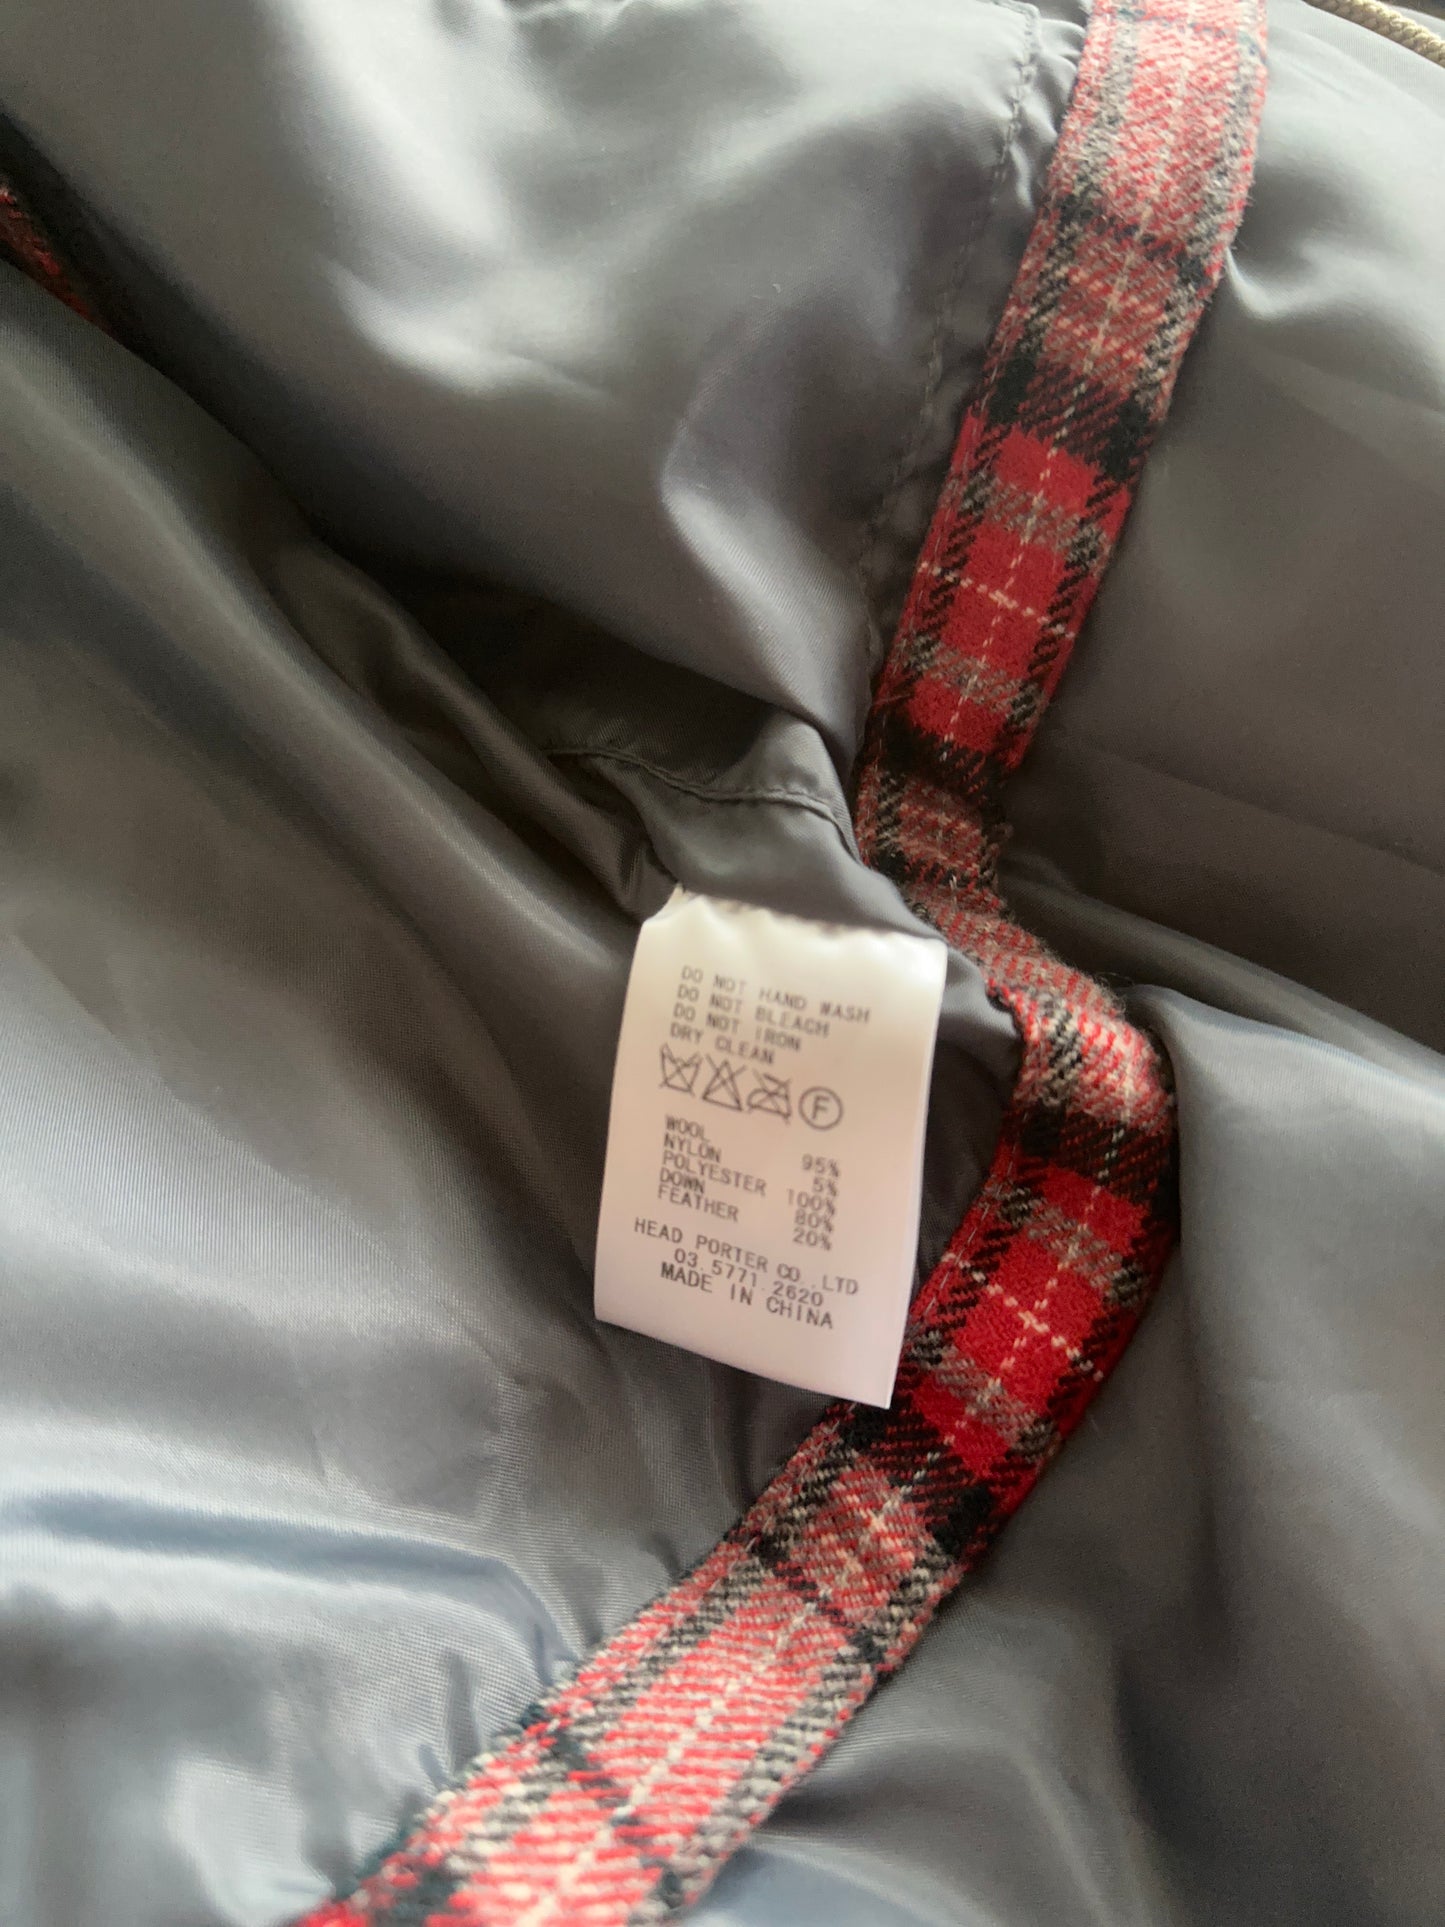 DO NOT HAND WASH
DO NOT BLEACH
DO NOT IRON
DRY CLEAN
F
WOOL 95%
NYLON 5%
POLYESTER 100%
DOWN 80%
FEATHER 20%
HEAD PORTER CO.,LTD
03.5771.2620
MADE IN CHINA